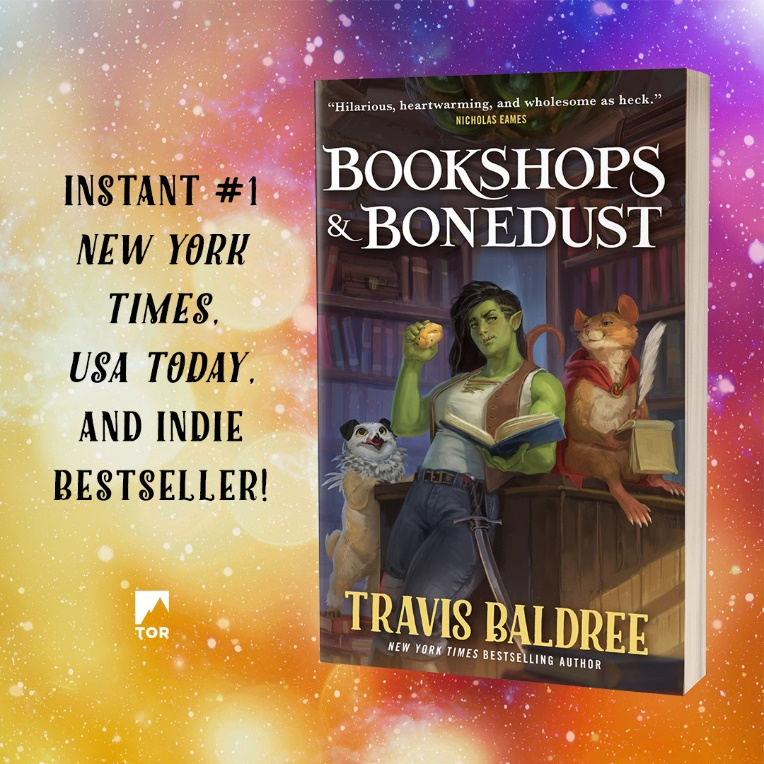 INSTANT #1
NEW YORK
TIMES,
USA TODAY,
AND INDIE
BESTSELLER!
TOR
“Hilarious, heartwarming, and wholesome as heck.”
NICHOLAS EAMES
BOOKSHOPS
& BONEDUST
TRAVIS BALDREE
NEW YORK TIMES BESTSELLING AUTHOR